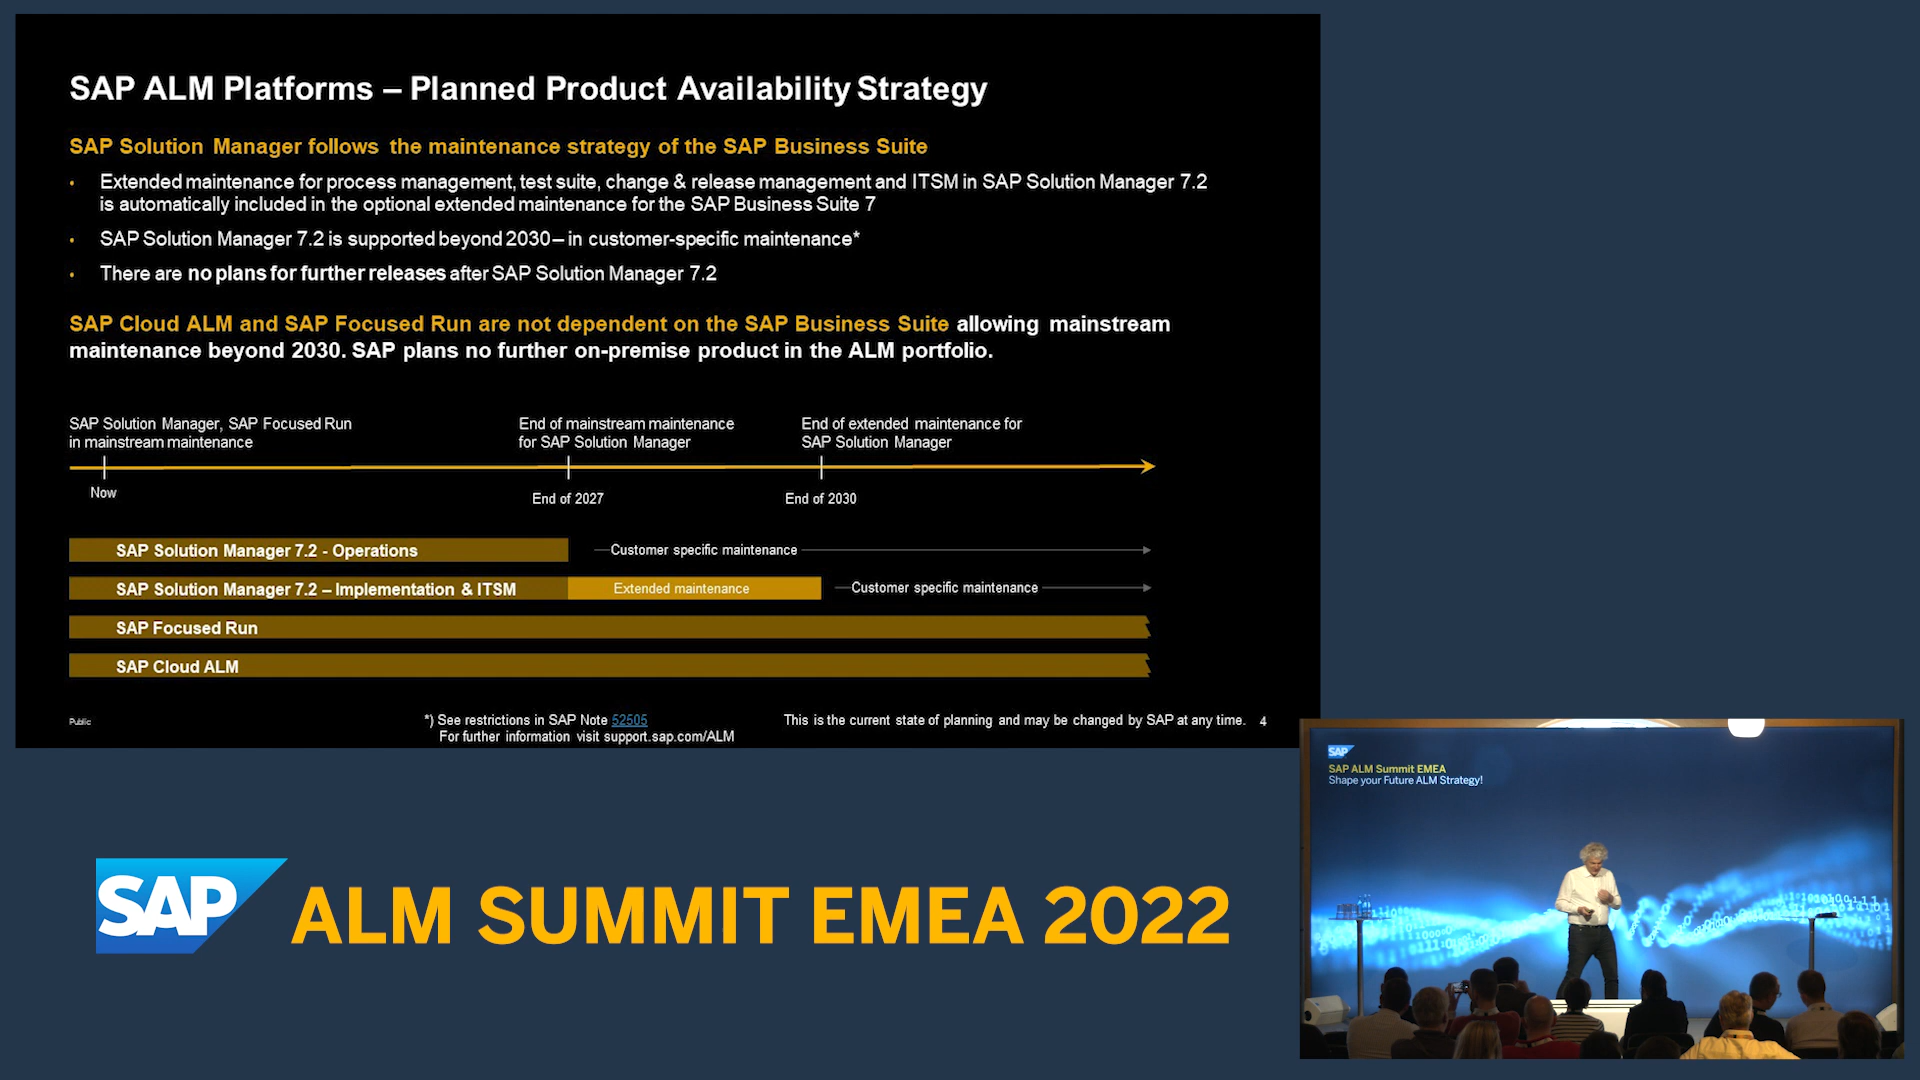 SAP ALM Platforms – Planned Product Availability Strategy
SAP Solution Manager follows the maintenance strategy of the SAP Business Suite
• Extended maintenance for process management, test suite, change & release management and ITSM in SAP Solution Manager 7.2
is automatically included in the optional extended maintenance for the SAP Business Suite 7
• SAP Solution Manager 7.2 is supported beyond 2030 – in customer-specific maintenance*
• There are no plans for further releases after SAP Solution Manager 7.2
SAP Cloud ALM and SAP Focused Run are not dependent on the SAP Business Suite allowing mainstream
maintenance beyond 2030. SAP plans no further on-premise product in the ALM portfolio.
SAP Solution Manager, SAP Focused Run
in mainstream maintenance
End of mainstream maintenance
for SAP Solution Manager
End of extended maintenance for
SAP Solution Manager
Now
End of 2027
End of 2030
SAP Solution Manager 7.2 - Operations
Customer specific maintenance
SAP Solution Manager 7.2 – Implementation & ITSM
Extended maintenance
Customer specific maintenance
SAP Focused Run
SAP Cloud ALM
Public
*) See restrictions in SAP Note 52505
For further information visit support.sap.com/ALM
This is the current state of planning and may be changed by SAP at any time.
4
SAP
SAP ALM Summit EMEA
Shape your Future ALM Strategy!
SAP ALM SUMMIT EMEA 2022